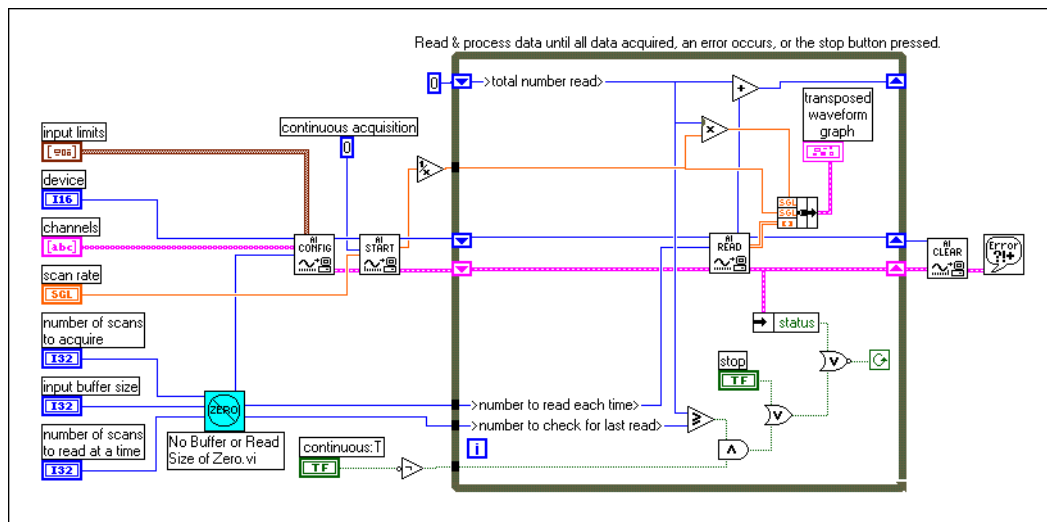 Read & process data until all data acquired, an error occurs, or the stop button pressed.
0
>total number read>
+
transposed
waveform
graph
continuous acquisition
0
input limits
x
1/x
device
I16
SGL
SGL
[ ]
channels
[abc]
AI
CONFIG
AI
START
AI
READ
AI
CLEAR
Error
?!+
scan rate
SGL
status
number of scans
to acquire
I32
stop
TF
V
input buffer size
I32
ZERO
>number to read each time>
V
>number to check for last read>
≥
number of scans
to read at a time
I32
No Buffer or Read
Size of Zero.vi
continuous:T
TF
¬
i
Λ